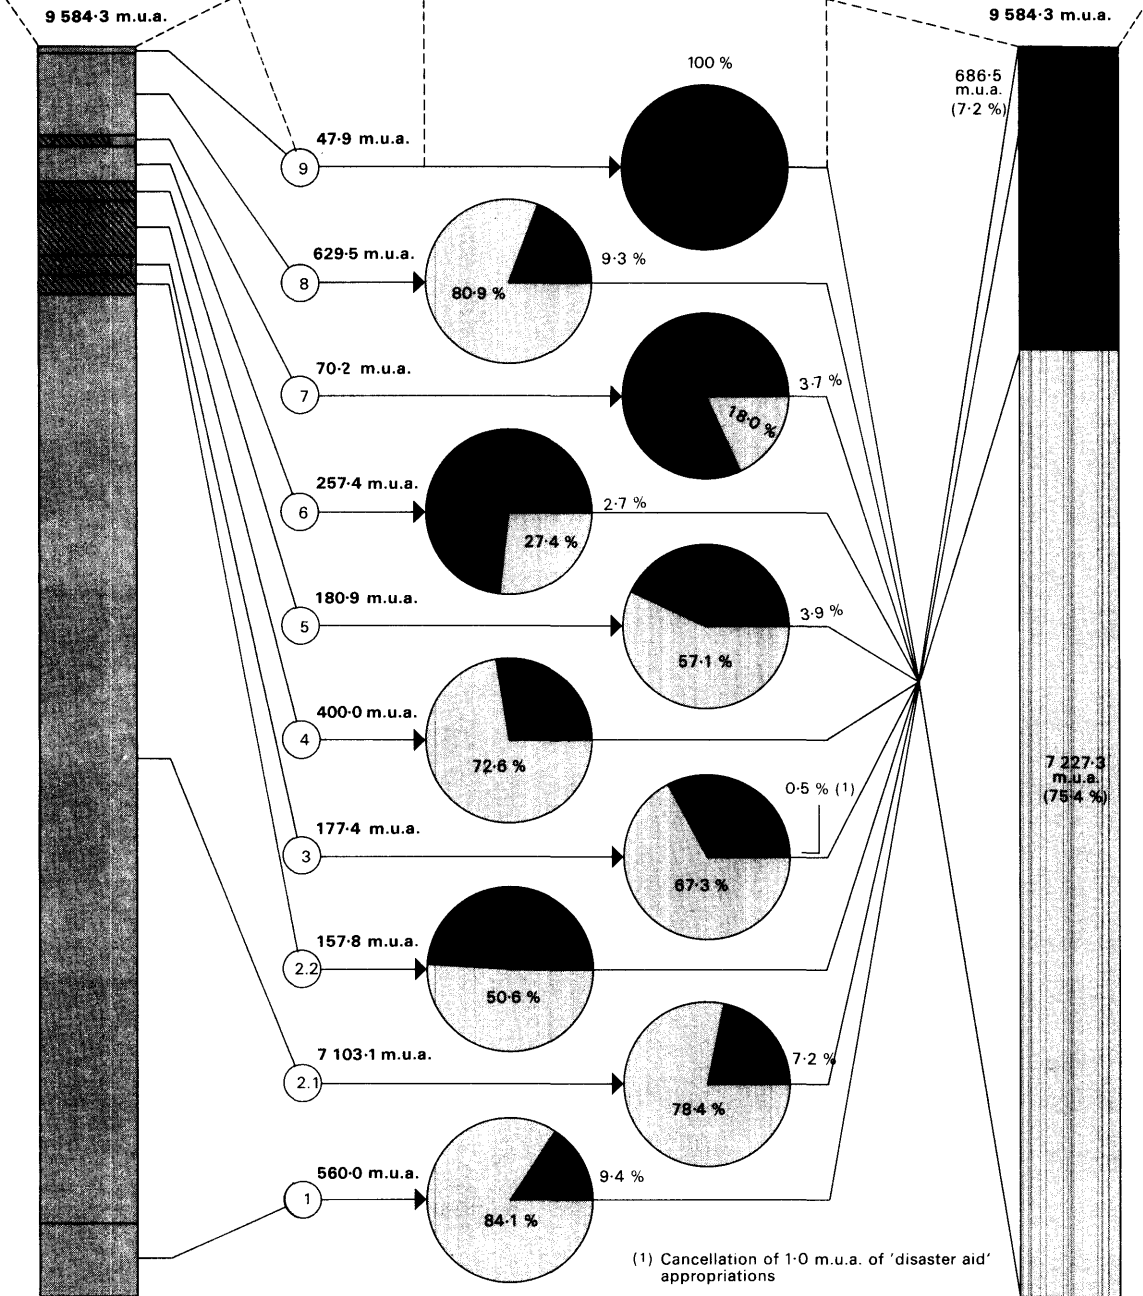 9 584·3 m.u.a.
9 584·3 m.u.a.
686·5
m.u.a.
(7·2 %)
100 %
47·9 m.u.a.
9
629·5 m.u.a.
8
80·9 %
9·3 %
70·2 m.u.a.
7
18·0 %
3·7 %
257·4 m.u.a.
6
27·4 %
2·7 %
180·9 m.u.a.
5
57·1 %
3·9 %
400·0 m.u.a.
4
72·6 %
7 227·3
m.u.a.
(75·4 %)
0·5 % (¹)
177·4 m.u.a.
3
67·3 %
157·8 m.u.a.
2.2
50·6 %
7 103·1 m.u.a.
2.1
78·4 %
7·2 %
560·0 m.u.a.
1
84·1 %
9·4 %
(¹) Cancellation of 1·0 m.u.a. of 'disaster aid'
appropriations